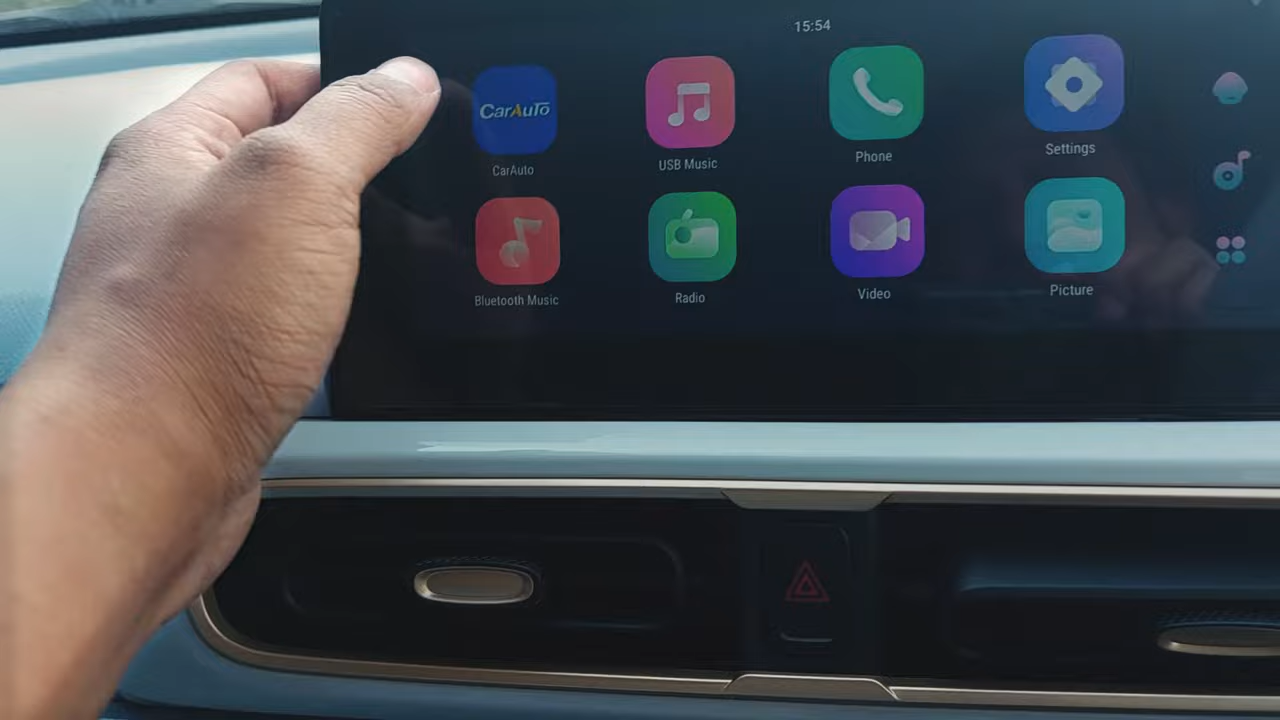 15:54
CarAuto
CarAuto
USB Music
Phone
Settings
Bluetooth Music
Radio
Video
Picture